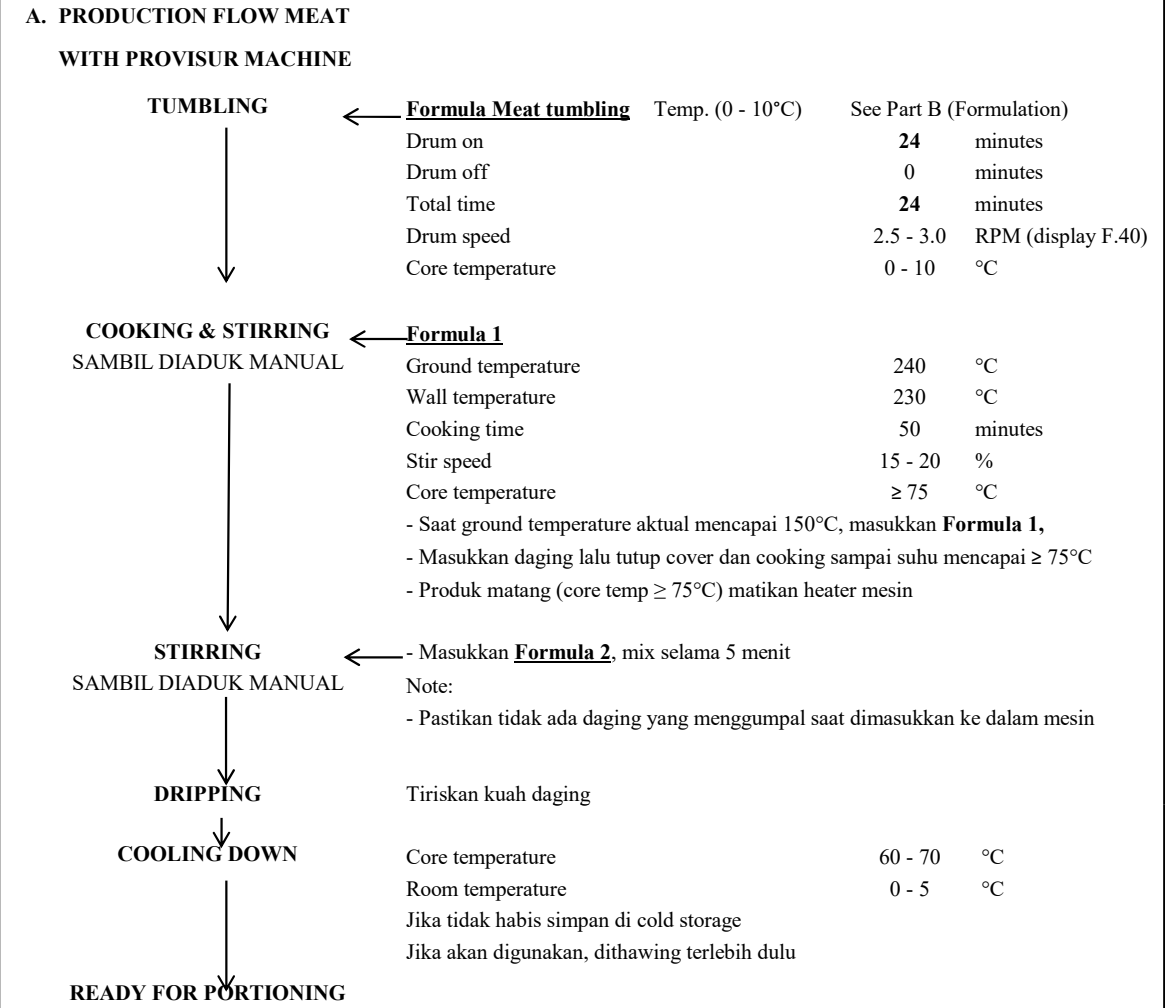 A. PRODUCTION FLOW MEAT
WITH PROVISUR MACHINE
TUMBLING Formula Meat tumbling Temp. (0 - 10°C) See Part B (Formulation)
Drum on 24 minutes
Drum off 0 minutes
Total time 24 minutes
Drum speed 2.5 - 3.0 RPM (display F.40)
Core temperature 0 - 10 °C
COOKING & STIRRING Formula 1
SAMBIL DIADUK MANUAL Ground temperature 240 °C
Wall temperature 230 °C
Cooking time 50 minutes
Stir speed 15 - 20 %
Core temperature ≥ 75 °C
- Saat ground temperature aktual mencapai 150°C, masukkan Formula 1,
- Masukkan daging lalu tutup cover dan cooking sampai suhu mencapai ≥ 75°C
- Produk matang (core temp ≥ 75°C) matikan heater mesin
STIRRING - Masukkan Formula 2, mix selama 5 menit
SAMBIL DIADUK MANUAL Note:
- Pastikan tidak ada daging yang menggumpal saat dimasukkan ke dalam mesin
DRIPPING Tiriskan kuah daging
COOLING DOWN Core temperature 60 - 70 °C
Room temperature 0 - 5 °C
Jika tidak habis simpan di cold storage
Jika akan digunakan, dithawing terlebih dulu
READY FOR PORTIONING